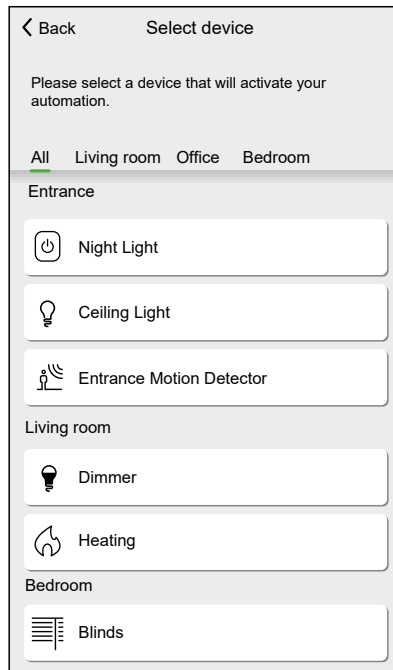 Back
Select device
Please select a device that will activate your
automation.
All Living room Office Bedroom
Entrance
Night Light
Ceiling Light
Entrance Motion Detector
Living room
Dimmer
Heating
Bedroom
Blinds